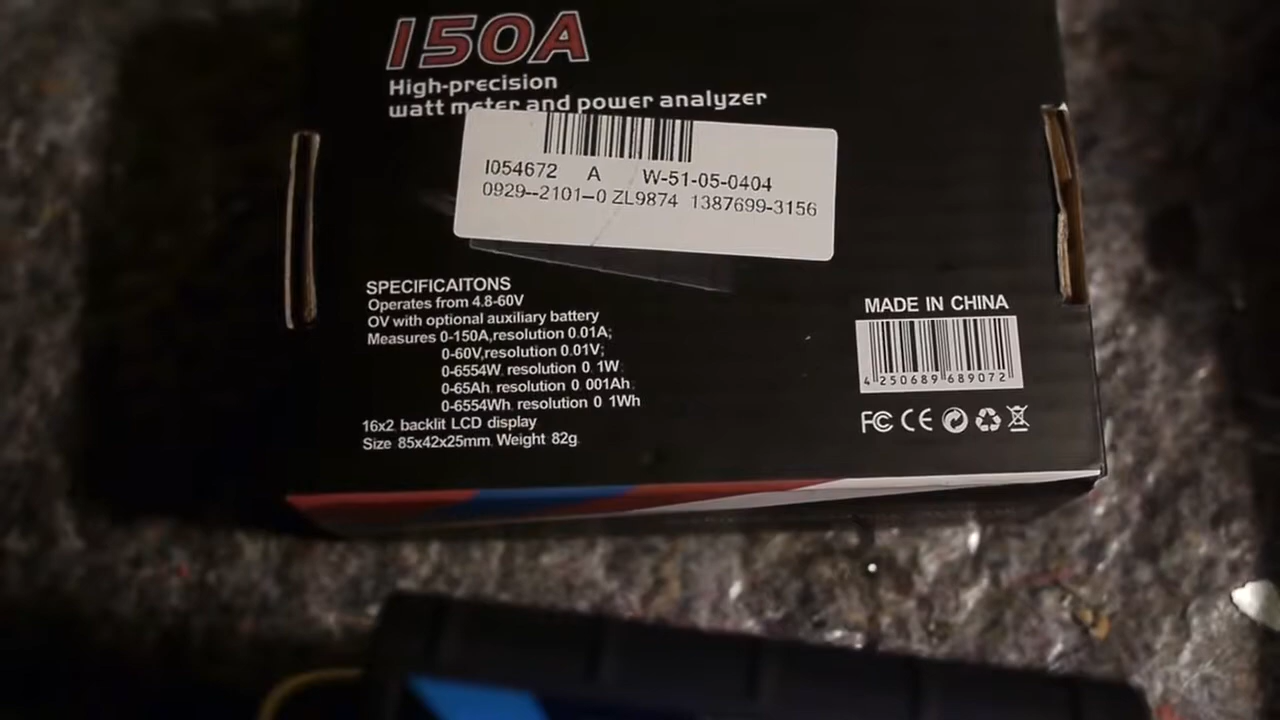 150A
High-precision
watt meter and power analyzer
I054672 A W-51-05-0404
0929--2101-0 ZL9874 1387699-3156
SPECIFICAITONS
Operates from 4.8-60V
OV with optional auxiliary battery
Measures 0-150A,resolution 0.01A;
0-60V,resolution 0.01V;
0-6554W, resolution 0.1W
0-65Ah, resolution 0.001Ah;
0-6554Wh, resolution 0.1Wh
16x2 backlit LCD display
Size 85x42x25mm, Weight 82g
MADE IN CHINA
4 250689 689072
FC CE